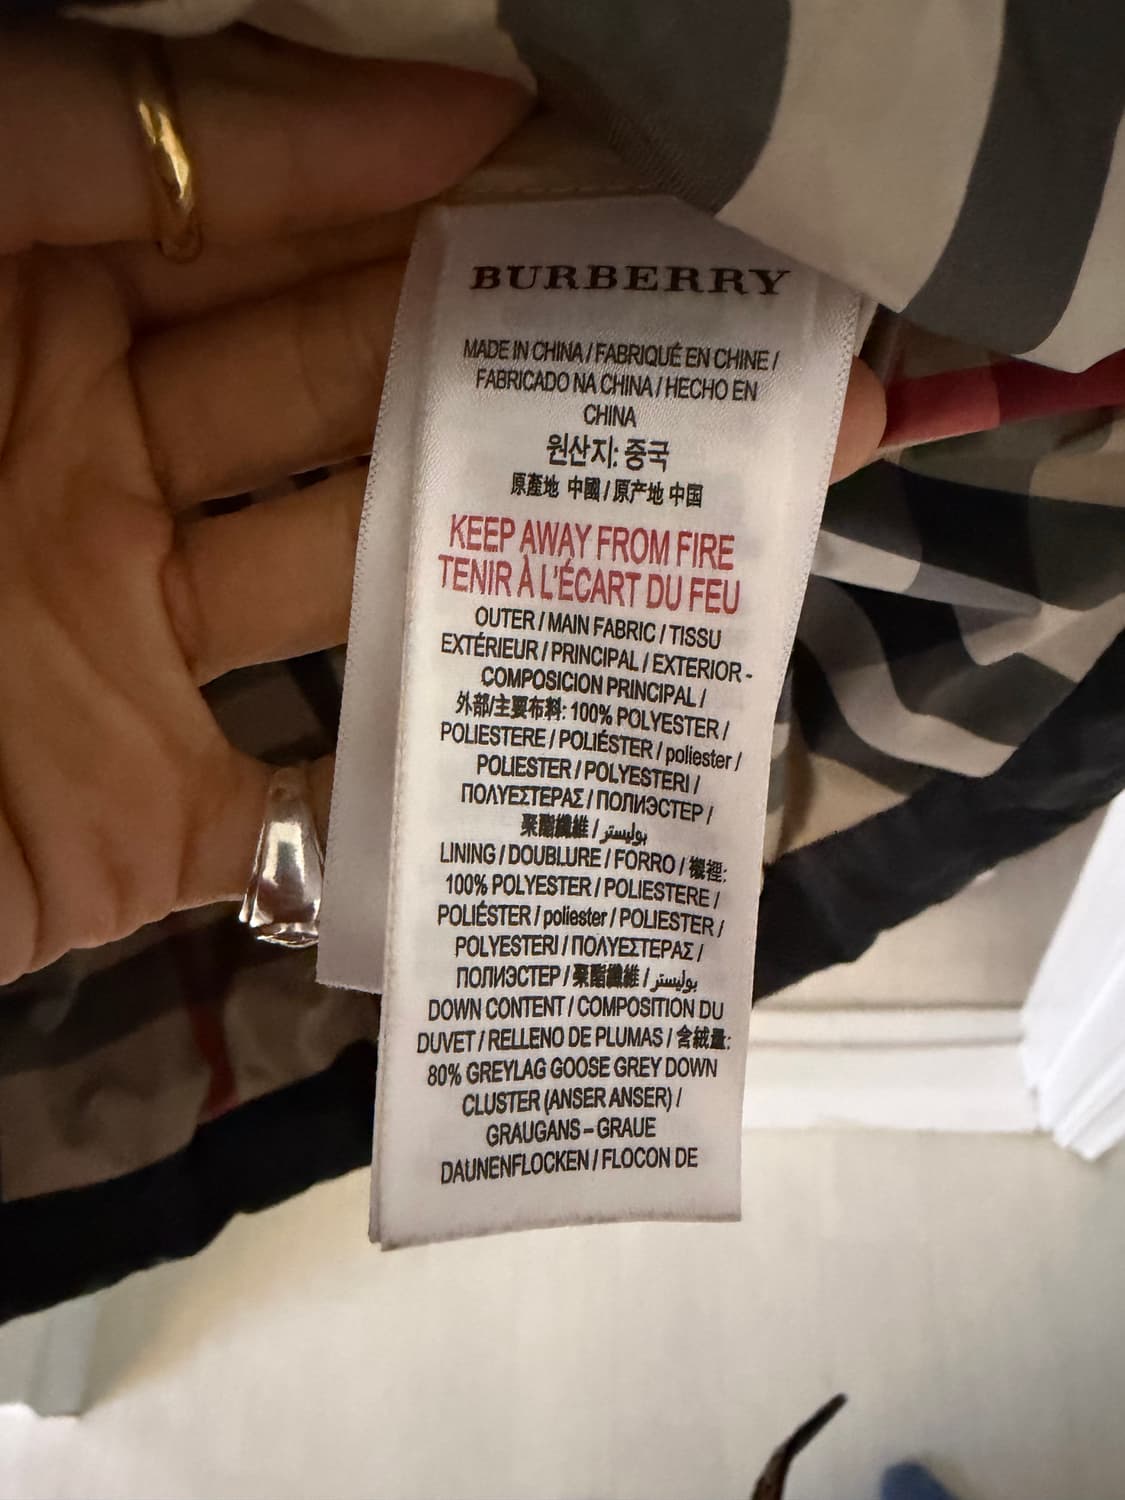 BURBERRY
MADE IN CHINA / FABRIQUÉ EN CHINE /
FABRICADO NA CHINA / HECHO EN
CHINA
원산지: 중국
原產地 中國 / 原产地 中国
KEEP AWAY FROM FIRE
TENIR À L'ÉCART DU FEU
OUTER / MAIN FABRIC / TISSU
EXTÉRIEUR / PRINCIPAL / EXTERIOR -
COMPOSICION PRINCIPAL /
外部/主要布料: 100% POLYESTER /
POLIESTERE / POLIÉSTER / poliester /
POLIESTER / POLYESTERI /
ΠΟΛΥΕΣΤΕΡΑΣ / ПОЛИЭСТЕР /
聚酯纖維 / بوليستر
LINING / DOUBLURE / FORRO / 襯裡:
100% POLYESTER / POLIESTERE /
POLIÉSTER / poliester / POLIESTER /
POLYESTERI / ΠΟΛΥΕΣΤΕΡΑΣ /
ПОЛИЭСТЕР / 聚酯纖維 / بوليستر
DOWN CONTENT / COMPOSITION DU
DUVET / RELLENO DE PLUMAS / 含絨量:
80% GREYLAG GOOSE GREY DOWN
CLUSTER (ANSER ANSER) /
GRAUGANS – GRAUE
DAUNENFLOCKEN / FLOCON DE